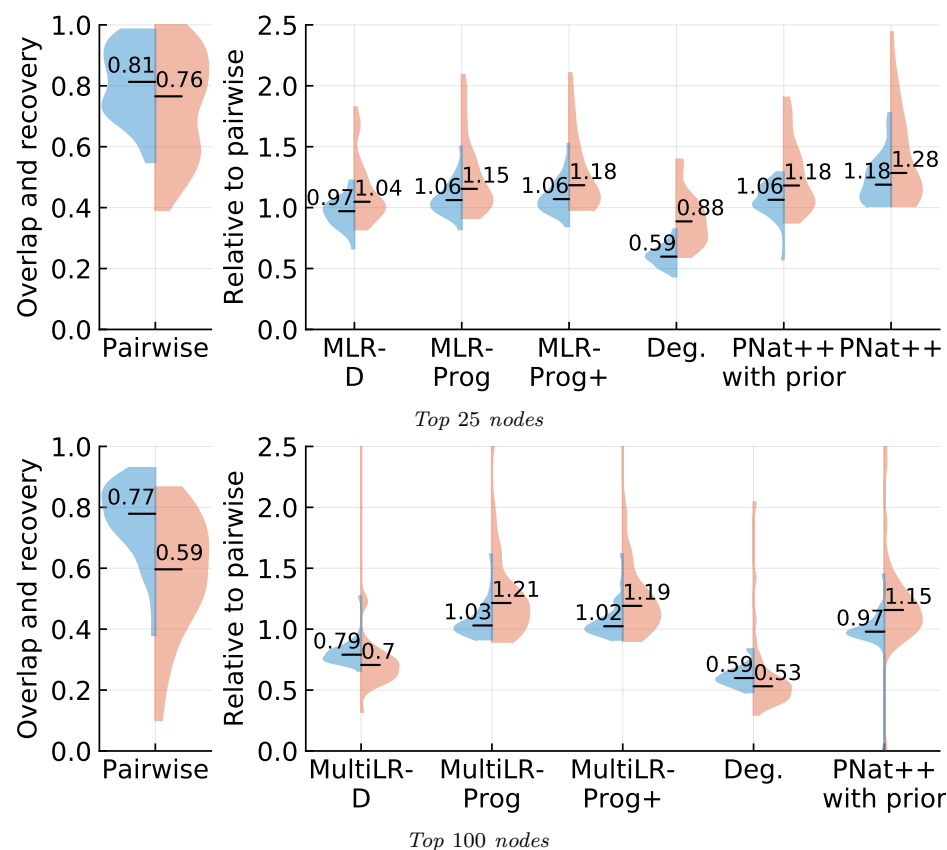 Overlap and recovery
1.0
0.8
0.6
0.4
0.2
0.0
0.81
0.76
Pairwise
Relative to pairwise
2.5
2.0
1.5
1.0
0.5
0.0
0.97
1.04
1.06
1.15
1.06
1.18
0.59
0.88
1.06
1.18
1.18
1.28
MLR-
D
MLR-
Prog
MLR-
Prog+
Deg.
PNat++
with prior
PNat++
Top 25 nodes
Overlap and recovery
1.0
0.8
0.6
0.4
0.2
0.0
0.77
0.59
Pairwise
Relative to pairwise
2.5
2.0
1.5
1.0
0.5
0.0
0.79
0.7
1.03
1.21
1.02
1.19
0.59
0.53
0.97
1.15
MultiLR-
D
MultiLR-
Prog
MultiLR-
Prog+
Deg.
PNat++
with prior
Top 100 nodes